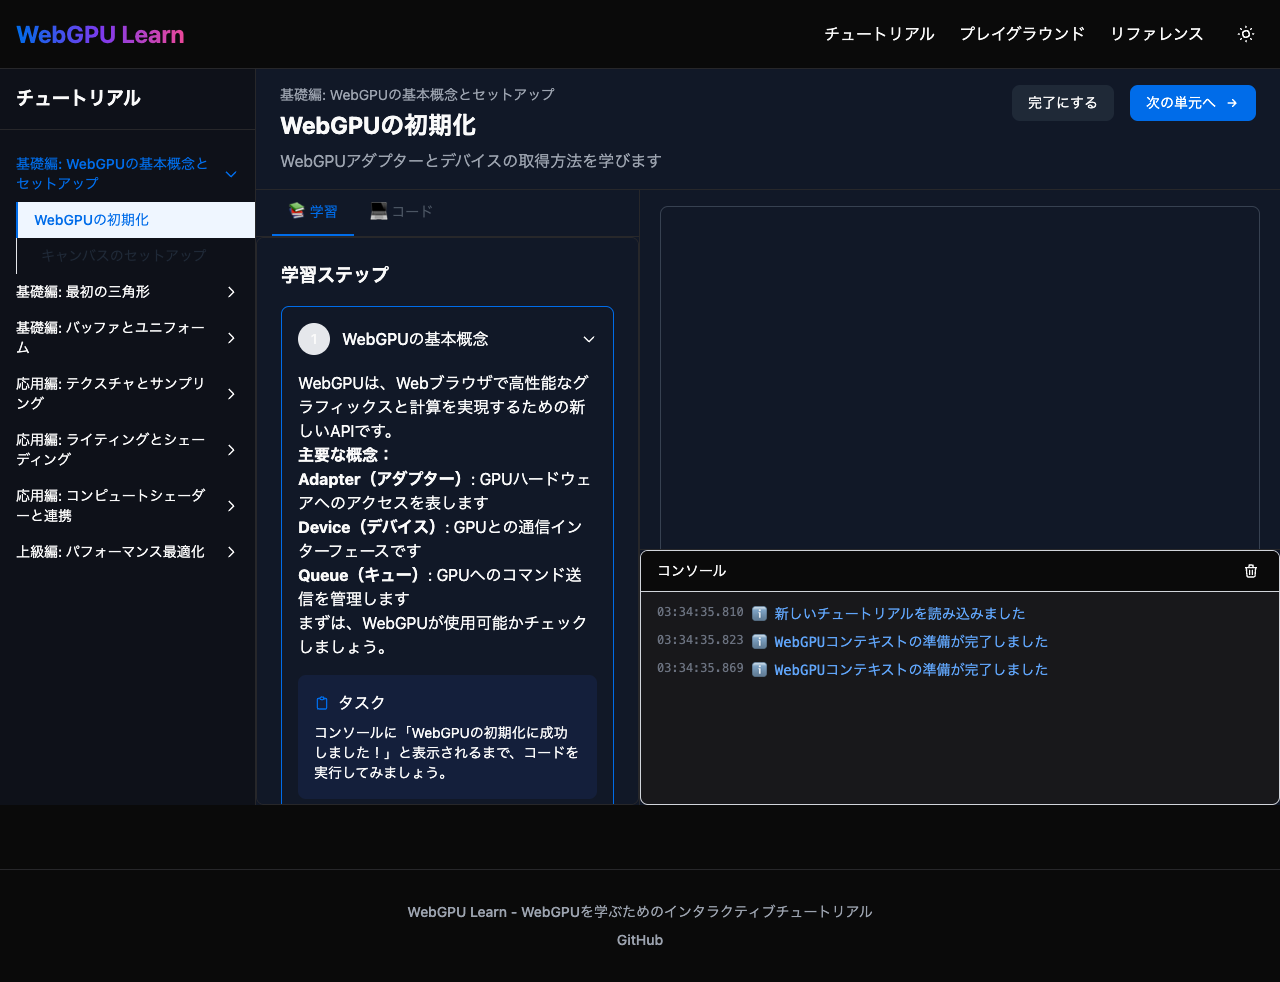 WebGPU Learn
チュートリアル
プレイグラウンド
リファレンス
チュートリアル
基礎編: WebGPUの基本概念と
セットアップ
WebGPUの初期化
キャンバスのセットアップ
基礎編: 最初の三角形
基礎編: バッファとユニフォー
ム
応用編: テクスチャとサンプリ
ング
応用編: ライティングとシェー
ディング
応用編: コンピュートシェーダ
ーと連携
上級編: パフォーマンス最適化
基礎編: WebGPUの基本概念とセットアップ
WebGPUの初期化
WebGPUアダプターとデバイスの取得方法を学びます
完了にする
次の単元へ →
📚 学習
💻 コード
学習ステップ
1
WebGPUの基本概念
WebGPUは、Webブラウザで高性能なグ
ラフィックスと計算を実現するための新
しいAPIです。
主要な概念：
Adapter（アダプター）: GPUハードウェ
アへのアクセスを表します
Device（デバイス）: GPUとの通信イン
ターフェースです
Queue（キュー）: GPUへのコマンド送
信を管理します
まずは、WebGPUが使用可能かチェック
しましょう。
タスク
コンソールに「WebGPUの初期化に成功
しました！」と表示されるまで、コードを
実行してみましょう。
コンソール
03:34:35.810 ℹ️ 新しいチュートリアルを読み込みました
03:34:35.823 ℹ️ WebGPUコンテキストの準備が完了しました
03:34:35.869 ℹ️ WebGPUコンテキストの準備が完了しました
WebGPU Learn - WebGPUを学ぶためのインタラクティブチュートリアル
GitHub